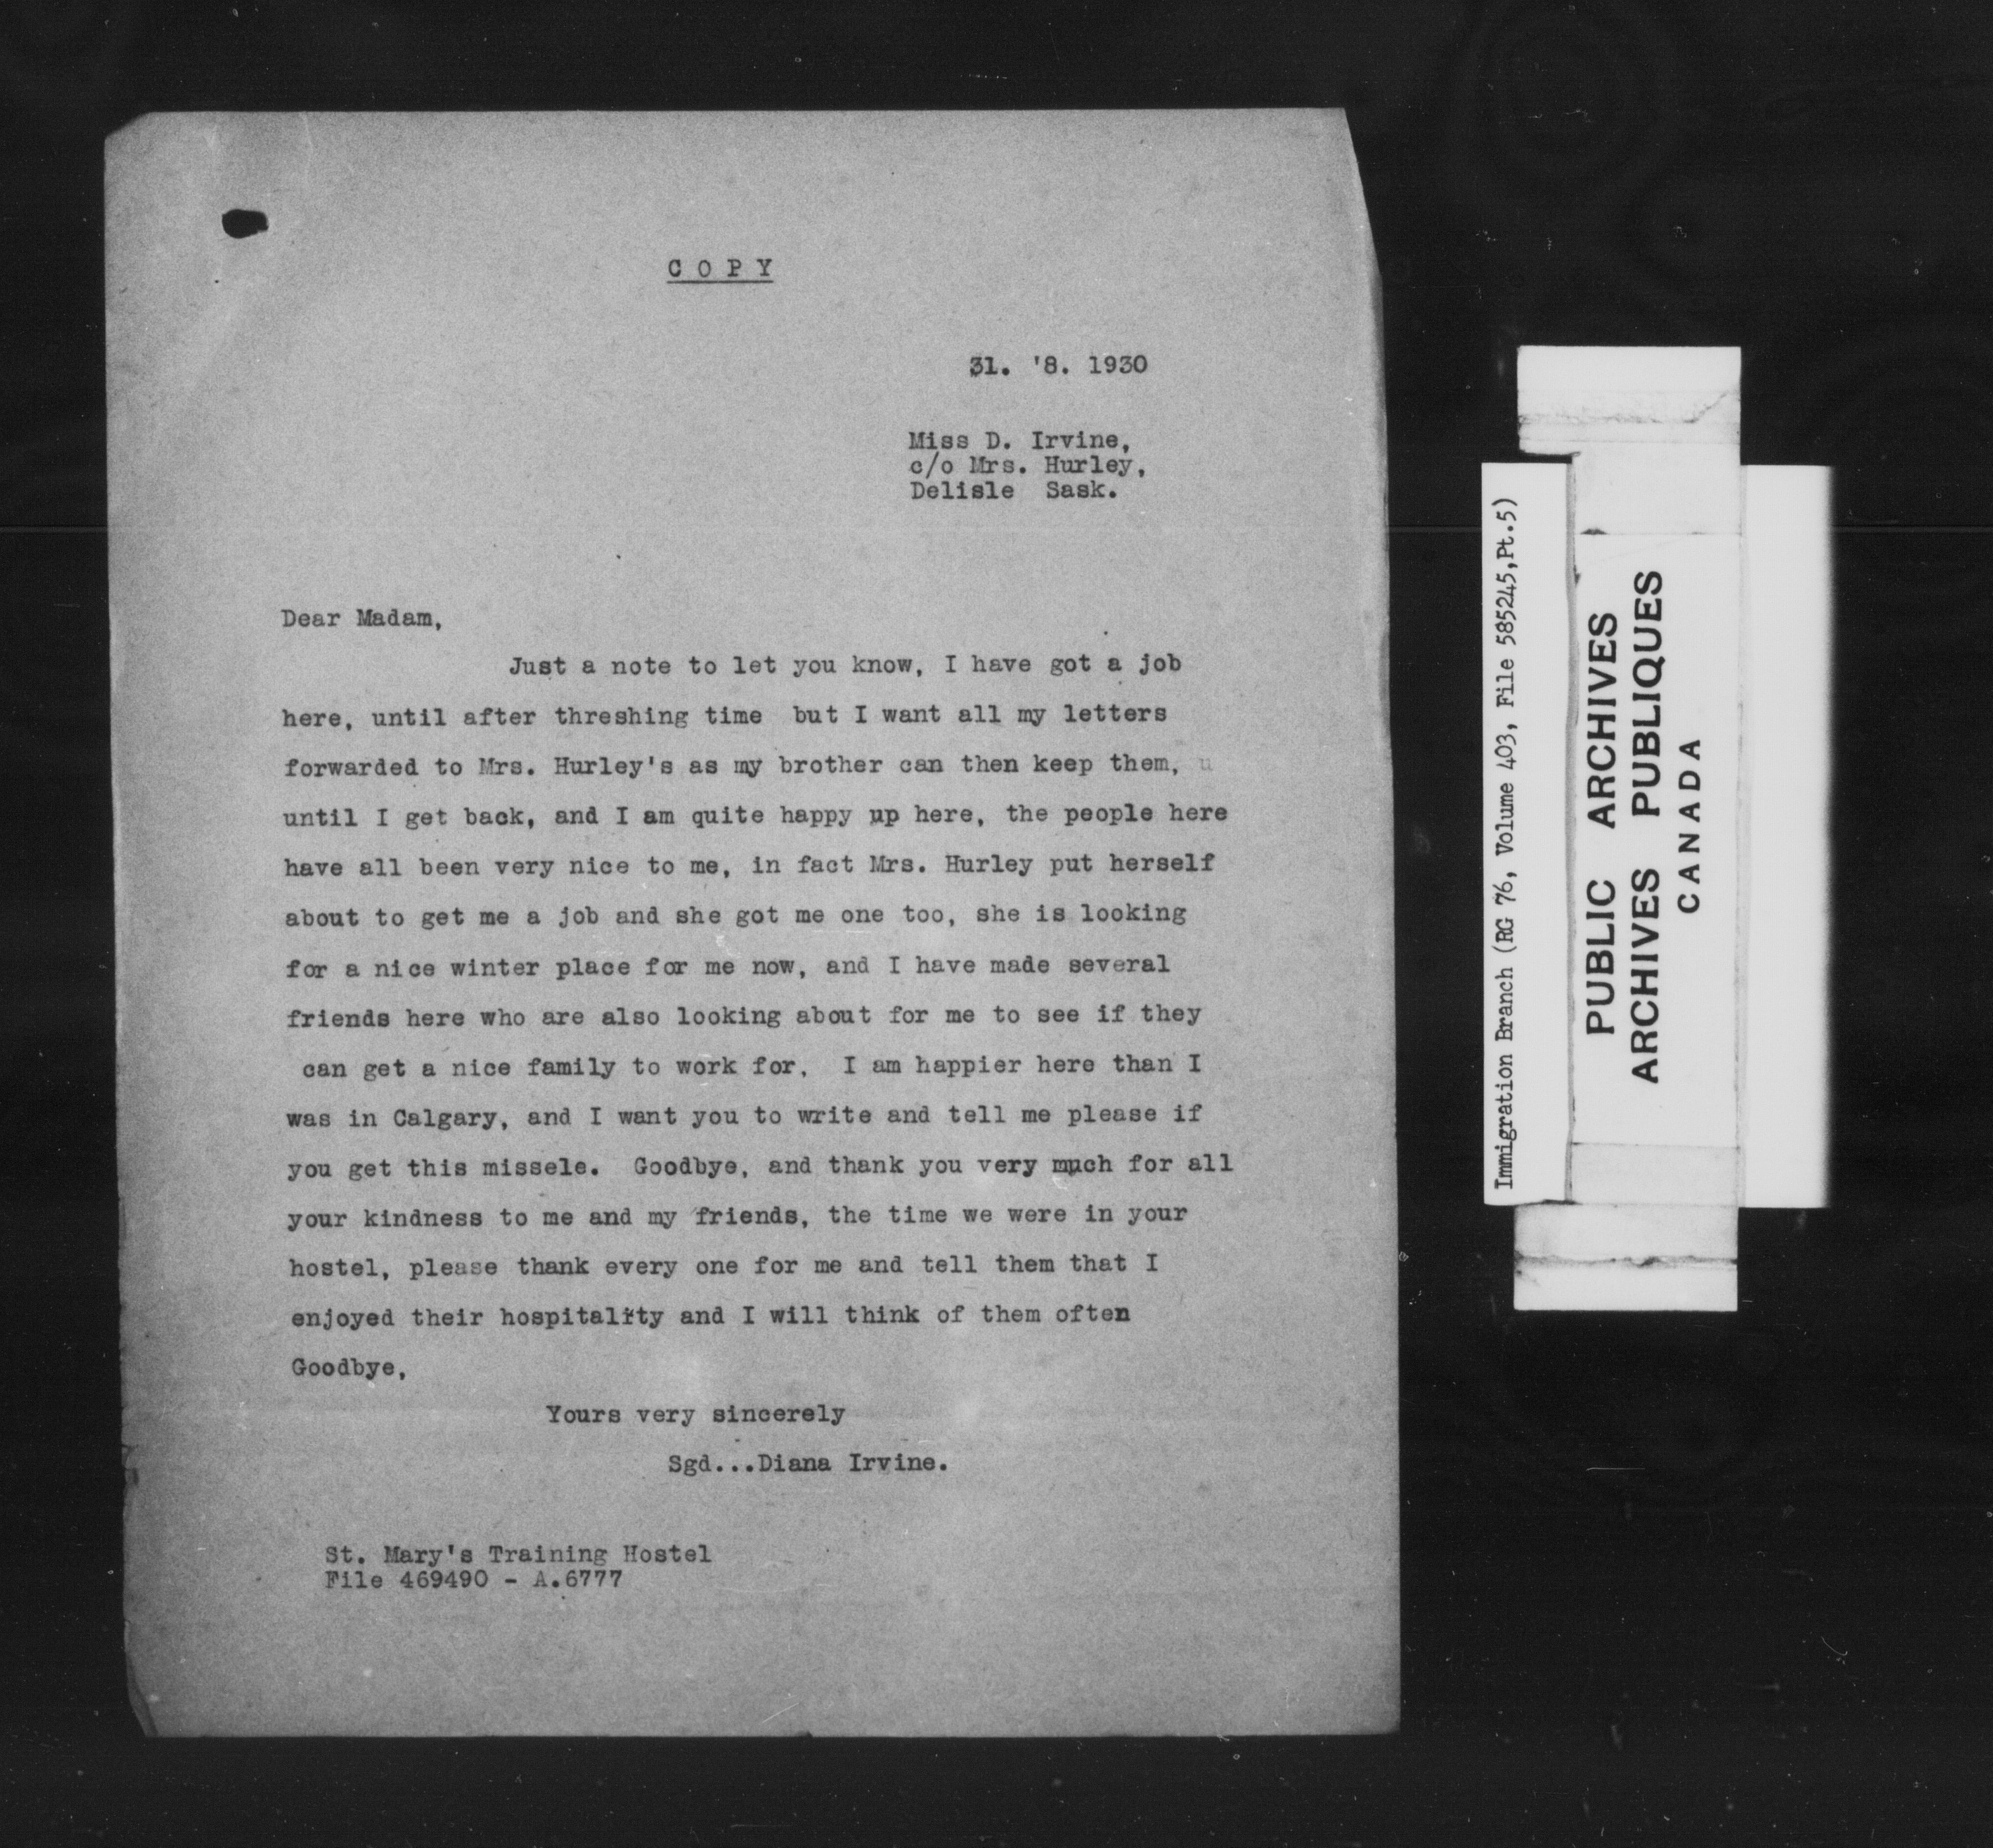 COPY
31. '8. 1930
Miss D. Irvine,
c/o Mrs. Hurley,
Delisle Sask.
Dear Madam,
Just a note to let you know, I have got a job
here, until after threshing time but I want all my letters
forwarded to Mrs. Hurley's as my brother can then keep them, u
until I get back, and I am quite happy up here, the people here
have all been very nice to me, in fact Mrs. Hurley put herself
about to get me a job and she got me one too, she is looking
for a nice winter place for me now, and I have made several
friends here who are also looking about for me to see if they
can get a nice family to work for. I am happier here than I
was in Calgary, and I want you to write and tell me please if
you get this missele. Goodbye, and thank you very much for all
your kindness to me and my friends, the time we were in your
hostel, please thank every one for me and tell them that I
enjoyed their hospitality and I will think of them often
Goodbye,
Yours very sincerely
Sgd...Diana Irvine.
St. Mary's Training Hostel
File 469490 - A.6777
Immigration Branch (RG 76, Volume 403, File 585245,Pt.5)
PUBLIC ARCHIVES
ARCHIVES PUBLIQUES
CANADA